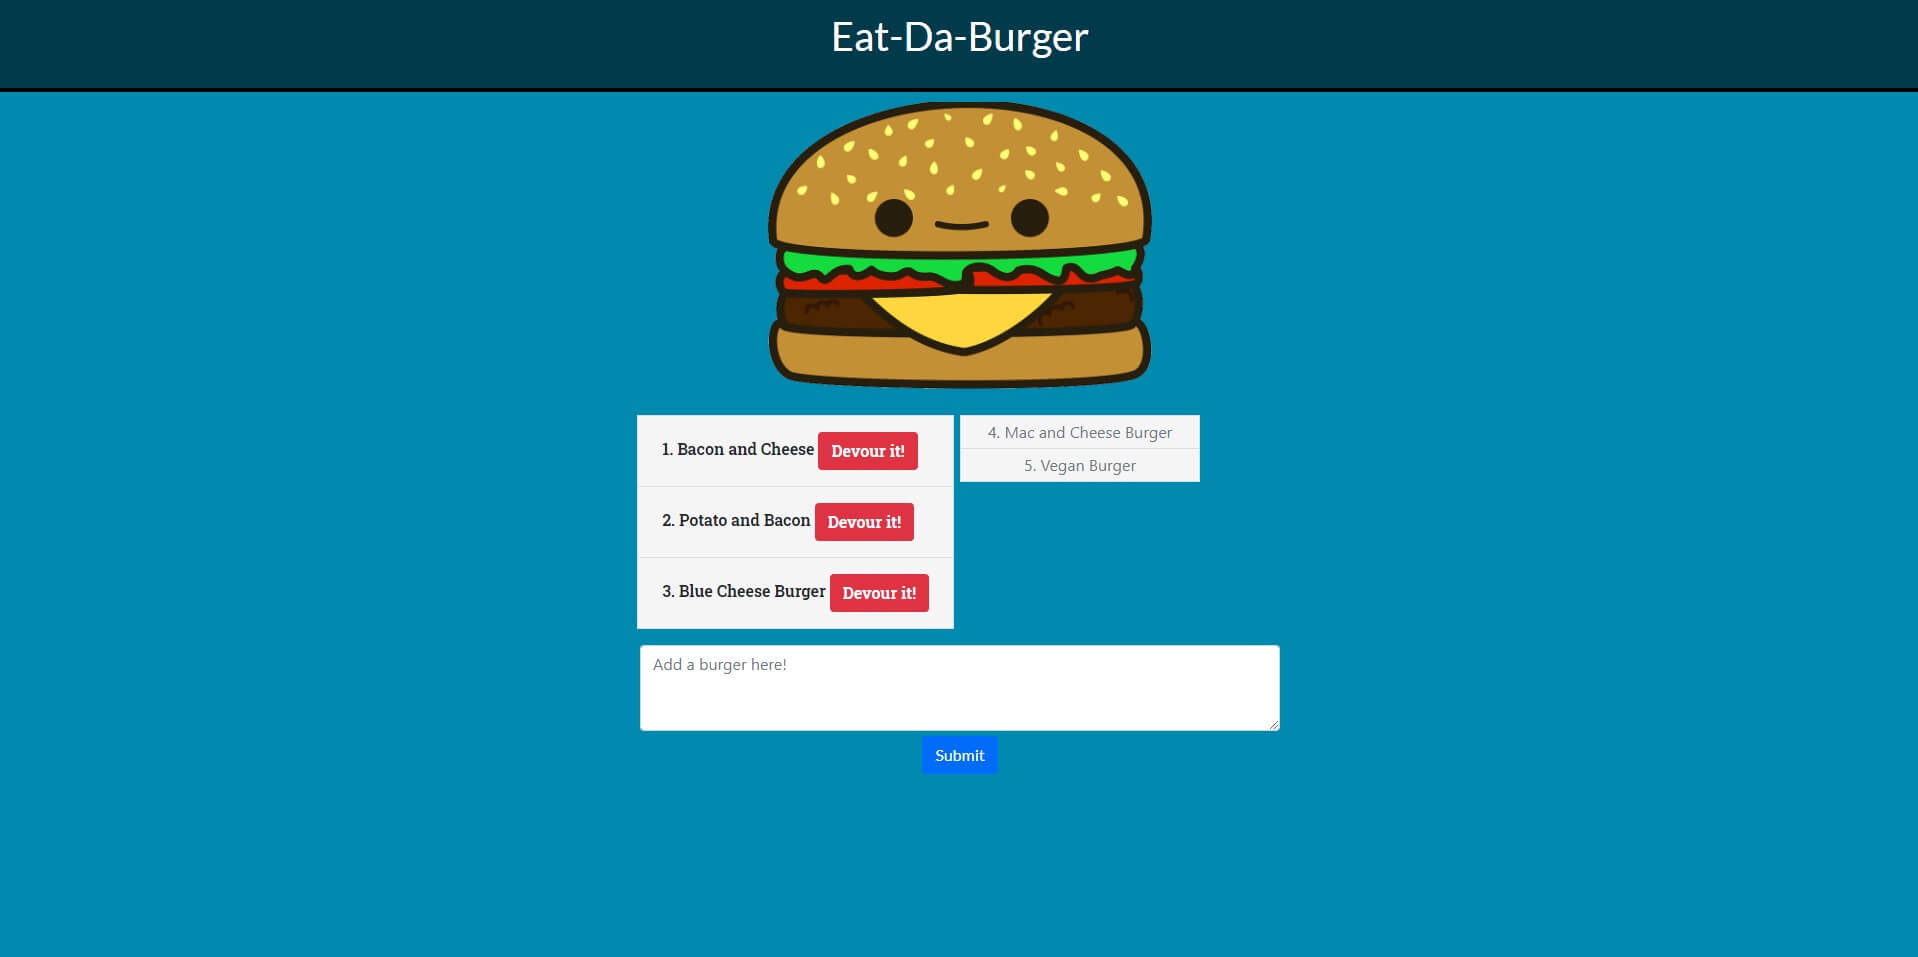 Eat-Da-Burger
1. Bacon and Cheese Devour it!
2. Potato and Bacon Devour it!
3. Blue Cheese Burger Devour it!
4. Mac and Cheese Burger
5. Vegan Burger
Add a burger here!
Submit